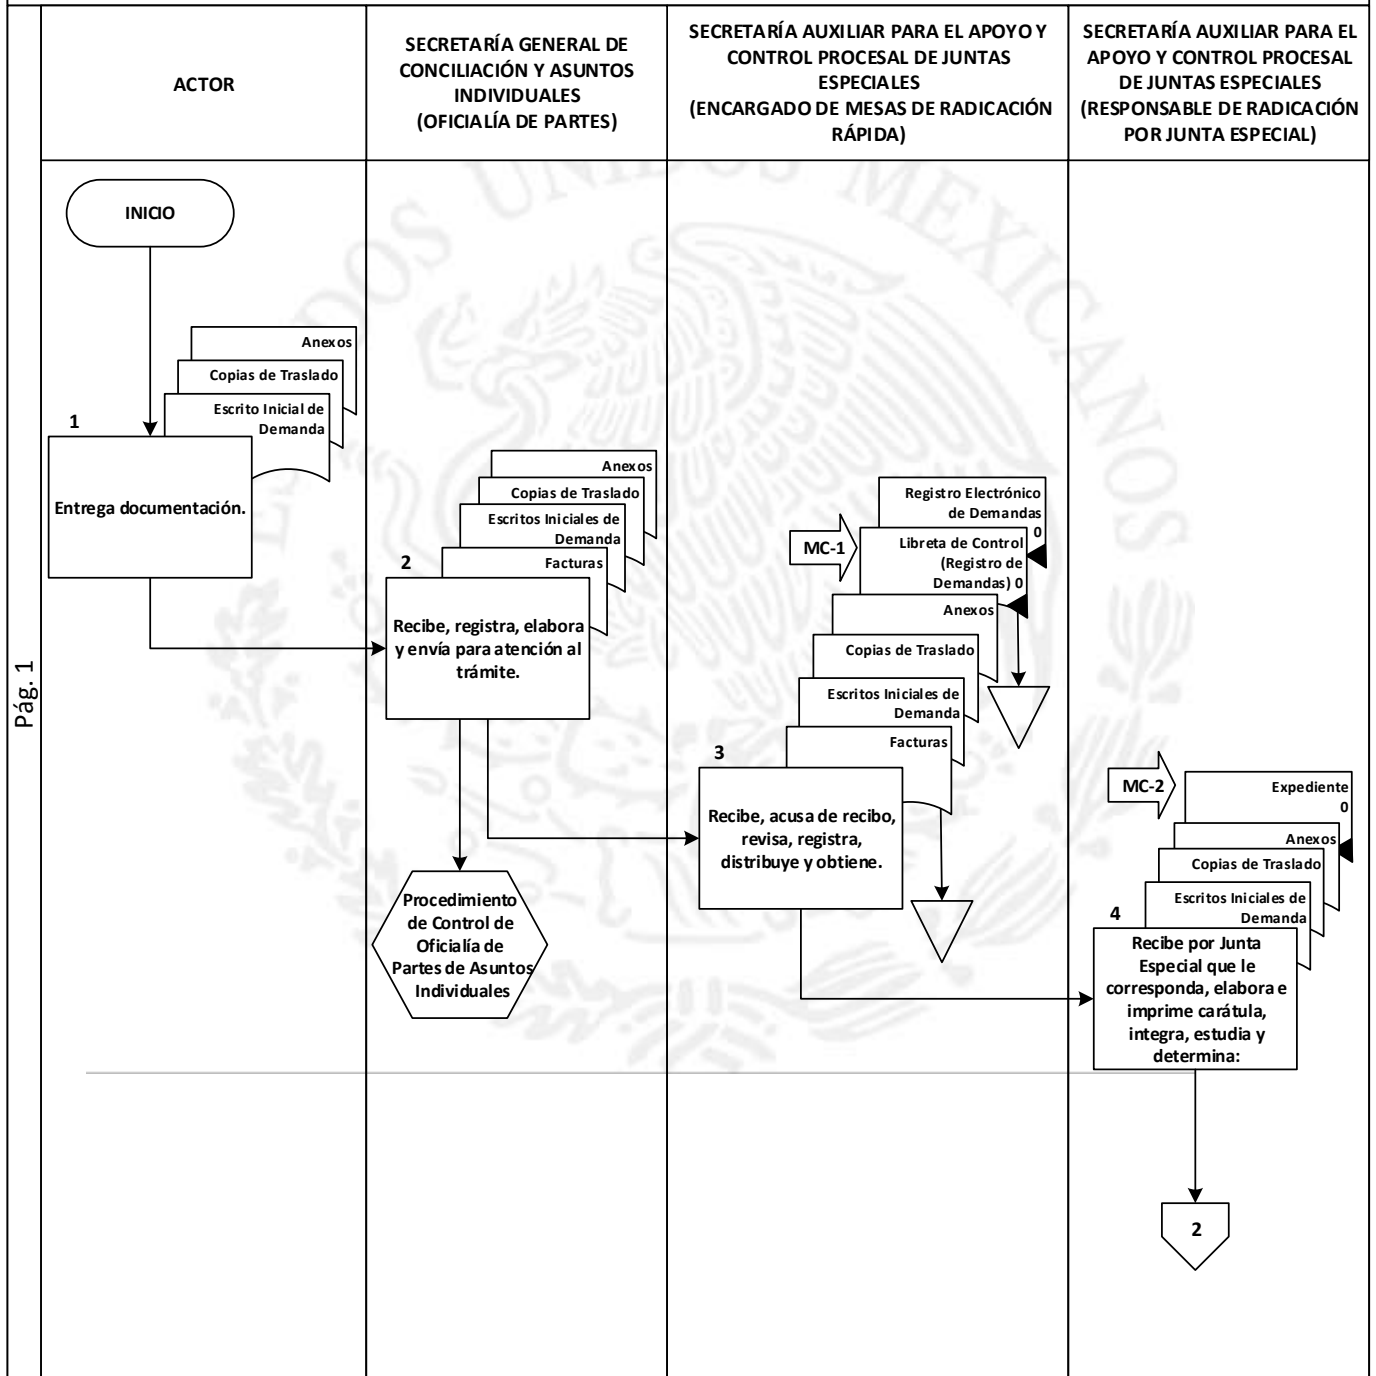 ACTOR
SECRETARÍA GENERAL DE
CONCILIACIÓN Y ASUNTOS
INDIVIDUALES
(OFICIALÍA DE PARTES)
SECRETARÍA AUXILIAR PARA EL APOYO Y
CONTROL PROCESAL DE JUNTAS
ESPECIALES
(ENCARGADO DE MESAS DE RADICACIÓN
RÁPIDA)
SECRETARÍA AUXILIAR PARA EL
APOYO Y CONTROL PROCESAL
DE JUNTAS ESPECIALES
(RESPONSABLE DE RADICACIÓN
POR JUNTA ESPECIAL)
Pág. 1
INICIO
Anexos
Copias de Traslado
Escrito Inicial de
Demanda
1
Entrega documentación.
Anexos
Copias de Traslado
Escritos Iniciales de
Demanda
Facturas
2
Recibe, registra, elabora
y envía para atención al
trámite.
Procedimiento
de Control de
Oficialía de
Partes de Asuntos
Individuales
Registro Electrónico
de Demandas
0
MC-1
Libreta de Control
(Registro de
Demandas) 0
Anexos
Copias de Traslado
Escritos Iniciales de
Demanda
Facturas
3
Recibe, acusa de recibo,
revisa, registra,
distribuye y obtiene.
MC-2
Expediente
0
Anexos
Copias de Traslado
Escritos Iniciales de
Demanda
4
Recibe por Junta
Especial que le
corresponda, elabora e
imprime carátula,
integra, estudia y
determina:
2
ESTADOS UNIDOS MEXICANOS